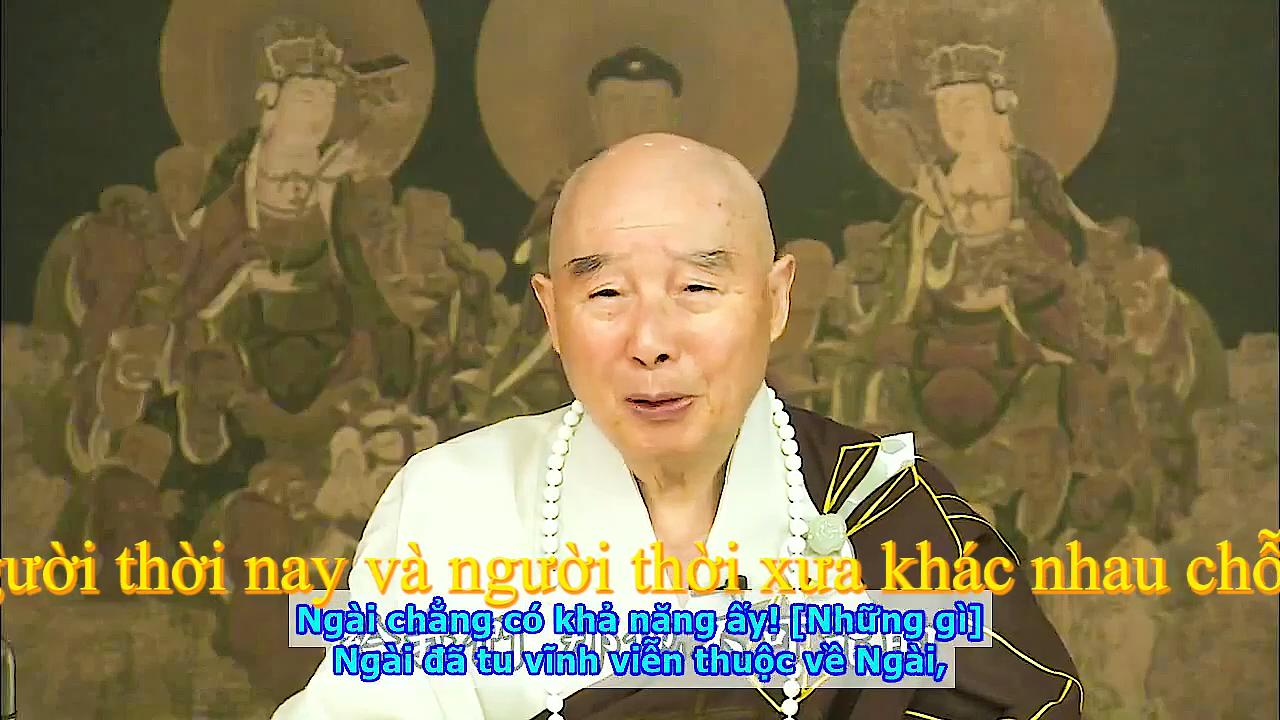 gười thời nay và người thời xưa khác nhau chỗ
Ngài chẳng có khả năng ấy! [Những gì]
Ngài đã tu vĩnh viễn thuộc về Ngài,